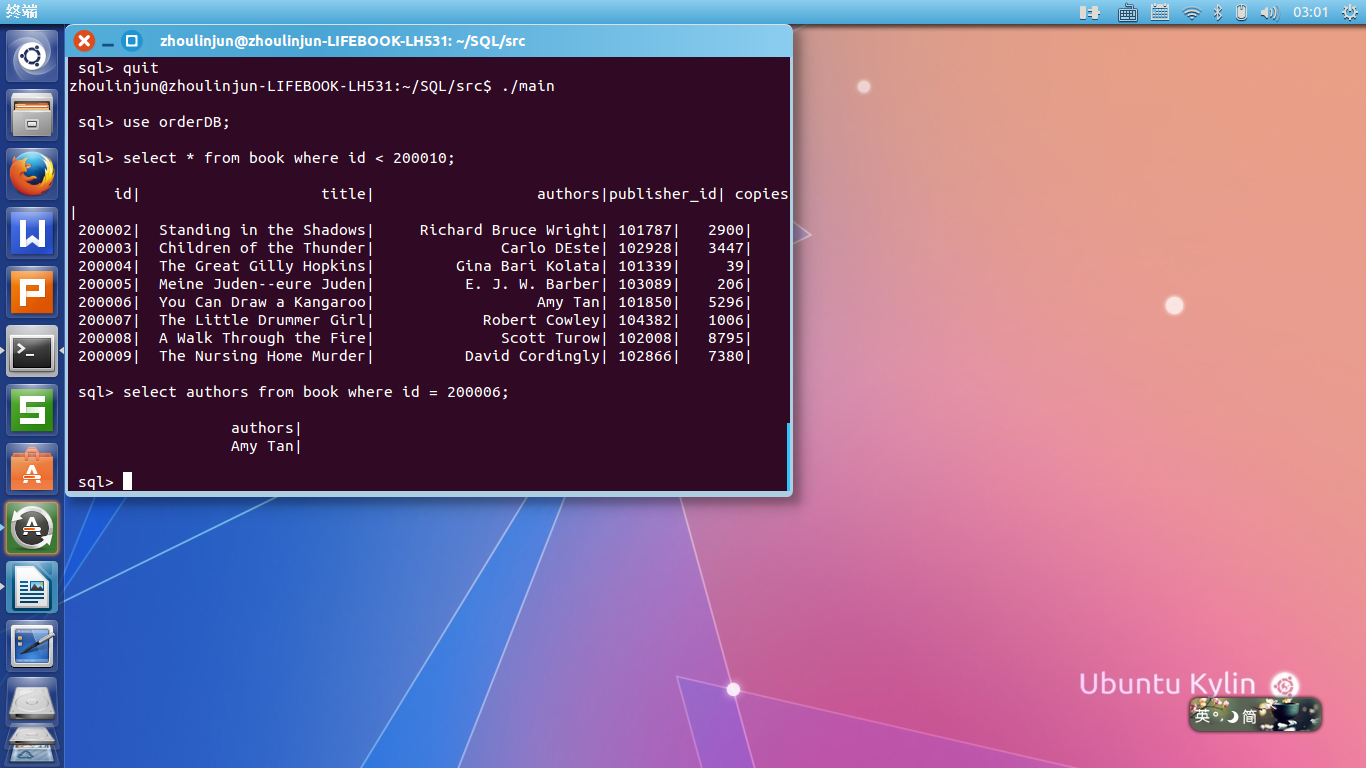 终端
03:01
zhoulinjun@zhoulinjun-LIFEBOOK-LH531: ~/SQL/src
sql> quit
zhoulinjun@zhoulinjun-LIFEBOOK-LH531:~/SQL/src$ ./main
sql> use orderDB;
sql> select * from book where id < 200010;
id| title| authors|publisher_id| copies
|
200002| Standing in the Shadows| Richard Bruce Wright| 101787| 2900|
200003| Children of the Thunder| Carlo DEste| 102928| 3447|
200004| The Great Gilly Hopkins| Gina Bari Kolata| 101339| 39|
200005| Meine Juden--eure Juden| E. J. W. Barber| 103089| 206|
200006| You Can Draw a Kangaroo| Amy Tan| 101850| 5296|
200007| The Little Drummer Girl| Robert Cowley| 104382| 1006|
200008| A Walk Through the Fire| Scott Turow| 102008| 8795|
200009| The Nursing Home Murder| David Cordingly| 102866| 7380|
sql> select authors from book where id = 200006;
authors|
Amy Tan|
sql>
Ubuntu Kylin
英 简